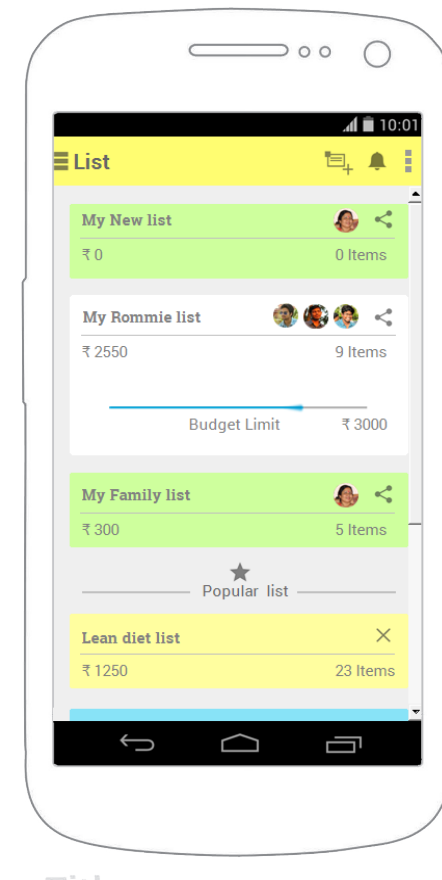 10:01
List
My New list
₹ 0 0 Items
My Rommie list
₹ 2550 9 Items
Budget Limit ₹ 3000
My Family list
₹ 300 5 Items
Popular list
Lean diet list
₹ 1250 23 Items